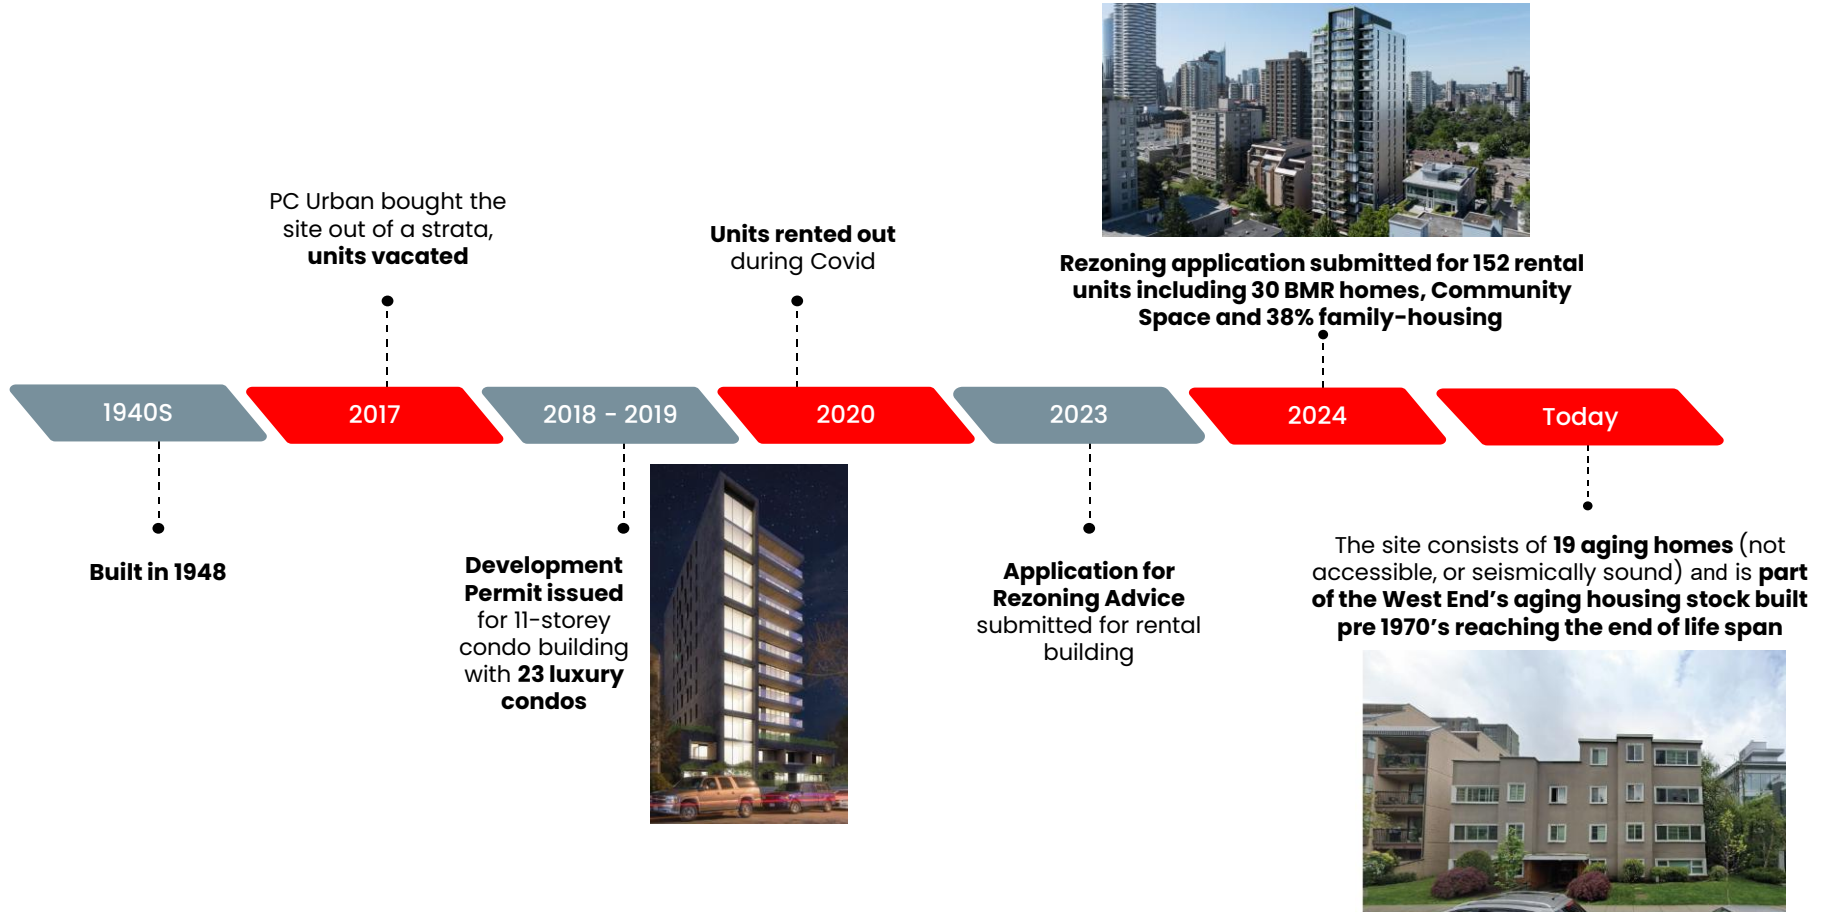 1940S
Built in 1948
PC Urban bought the
site out of a strata,
units vacated
2017
2018 - 2019
Development
Permit issued
for 11-storey
condo building
with 23 luxury
condos
Units rented out
during Covid
2020
2023
Application for
Rezoning Advice
submitted for rental
building
Rezoning application submitted for 152 rental
units including 30 BMR homes, Community
Space and 38% family-housing
2024
Today
The site consists of 19 aging homes (not
accessible, or seismically sound) and is part
of the West End’s aging housing stock built
pre 1970’s reaching the end of life span